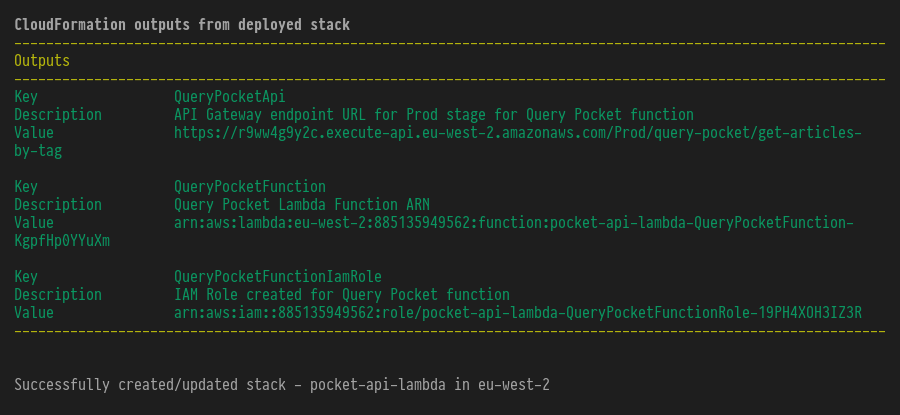 CloudFormation outputs from deployed stack
-------------------------------------------------------------------------------------------------------------
Outputs
-------------------------------------------------------------------------------------------------------------
Key                 QueryPocketApi
Description         API Gateway endpoint URL for Prod stage for Query Pocket function
Value               https://r9ww4g9y2c.execute-api.eu-west-2.amazonaws.com/Prod/query-pocket/get-articles-
by-tag
Key                 QueryPocketFunction
Description         Query Pocket Lambda Function ARN
Value               arn:aws:lambda:eu-west-2:885135949562:function:pocket-api-lambda-QueryPocketFunction-
KgpfHp0YYuXm
Key                 QueryPocketFunctionIamRole
Description         IAM Role created for Query Pocket function
Value               arn:aws:iam::885135949562:role/pocket-api-lambda-QueryPocketFunctionRole-19PH4XOH3IZ3R
-------------------------------------------------------------------------------------------------------------
Successfully created/updated stack - pocket-api-lambda in eu-west-2